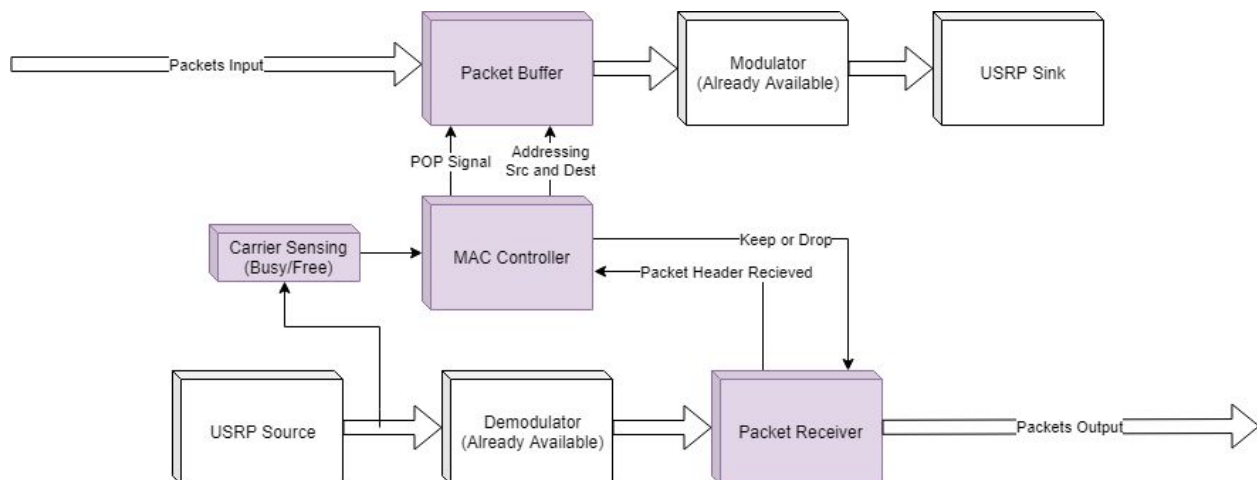 Packets Input
Packet Buffer
Modulator
(Already Available)
USRP Sink
POP Signal
Addressing
Src and Dest
Carrier Sensing
(Busy/Free)
MAC Controller
Keep or Drop
Packet Header Recieved
USRP Source
Demodulator
(Already Available)
Packet Receiver
Packets Output